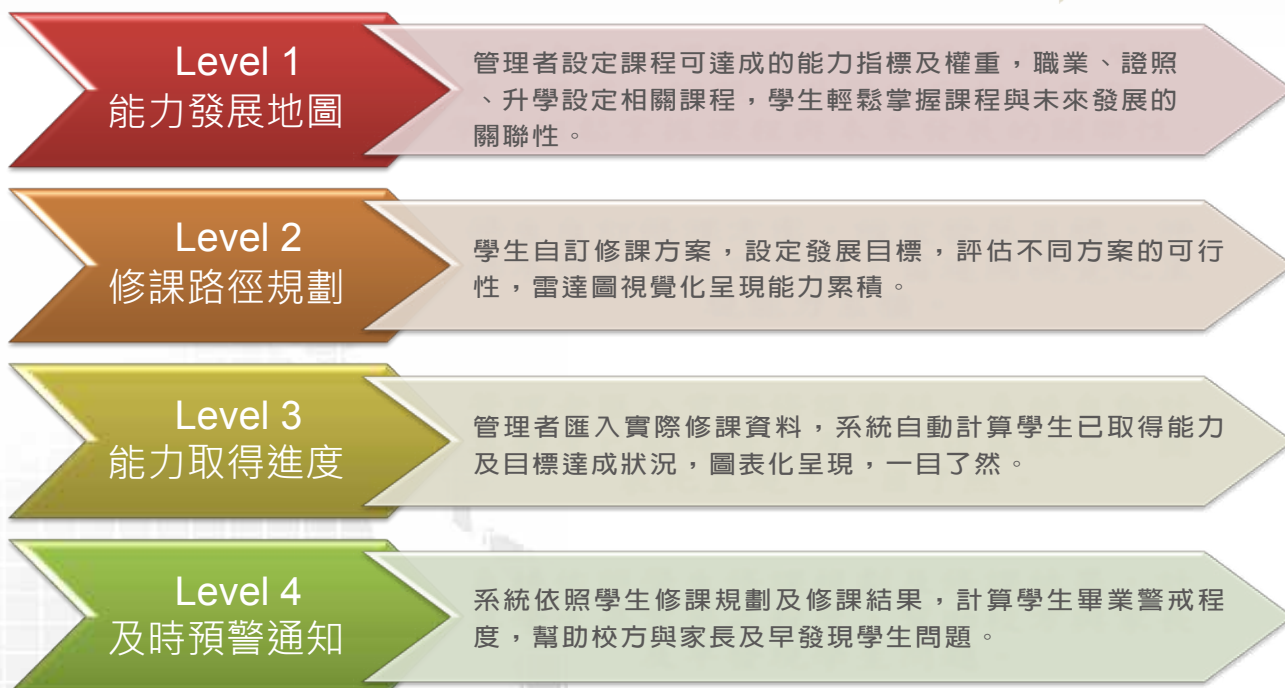 Level 1
能力發展地圖
管理者設定課程可達成的能力指標及權重，職業、證照
、升學設定相關課程，學生輕鬆掌握課程與未來發展的
關聯性。
Level 2
修課路徑規劃
學生自訂修課方案，設定發展目標，評估不同方案的可行
性，雷達圖視覺化呈現能力累積。
Level 3
能力取得進度
管理者匯入實際修課資料，系統自動計算學生已取得能力
及目標達成狀況，圖表化呈現，一目了然。
Level 4
及時預警通知
系統依照學生修課規劃及修課結果，計算學生畢業警戒程
度，幫助校方與家長及早發現學生問題。